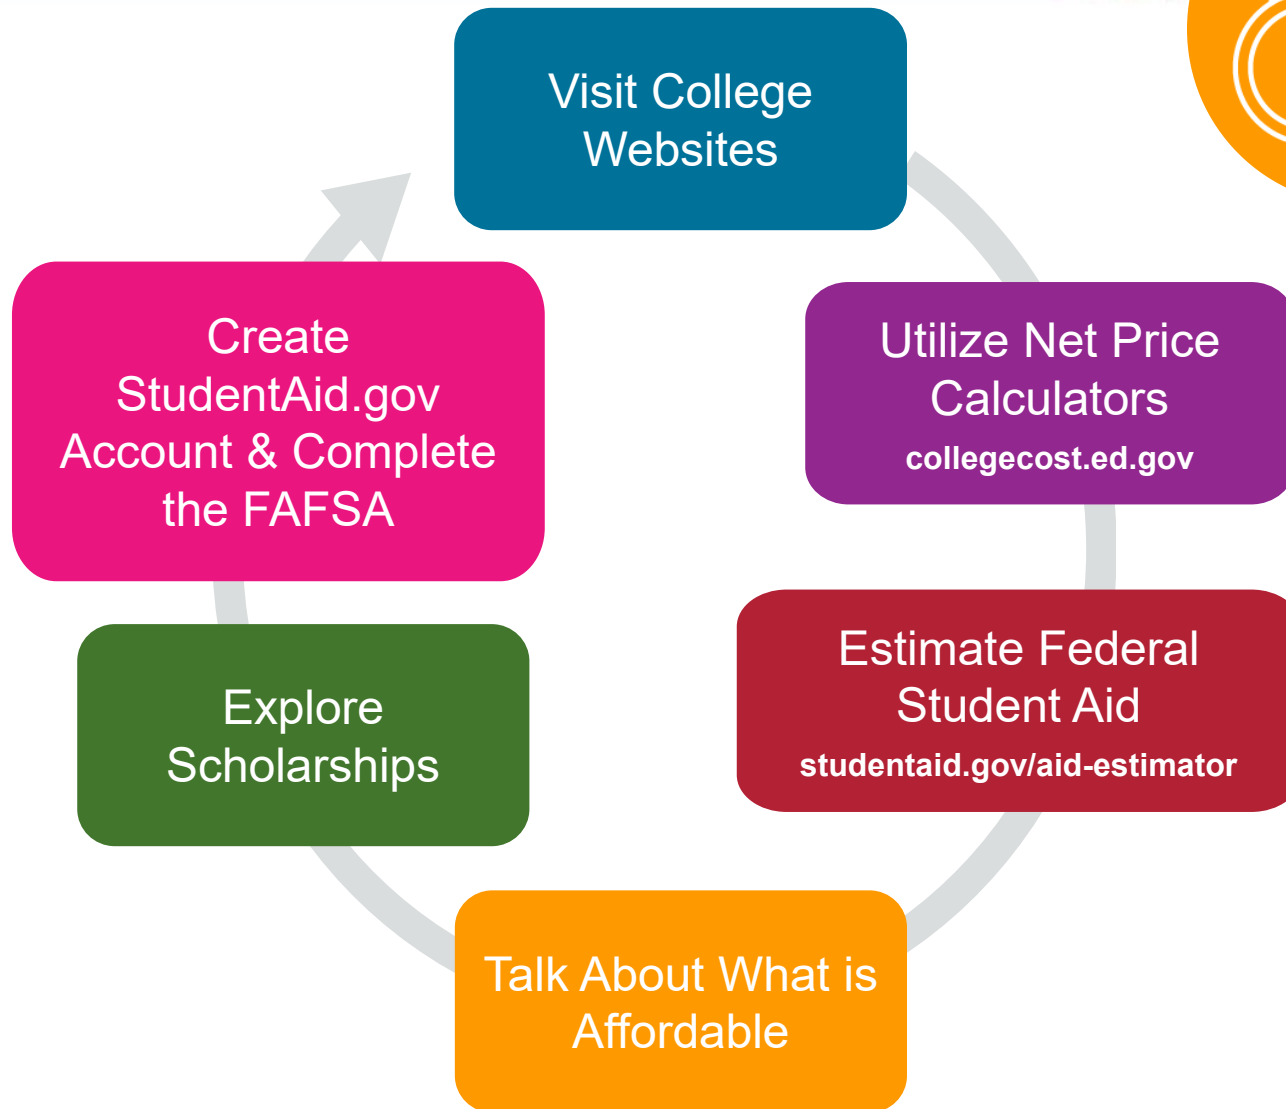 Visit College
Websites
Utilize Net Price
Calculators
collegecost.ed.gov
Estimate Federal
Student Aid
studentaid.gov/aid-estimator
Talk About What is
Affordable
Explore
Scholarships
Create
StudentAid.gov
Account & Complete
the FAFSA